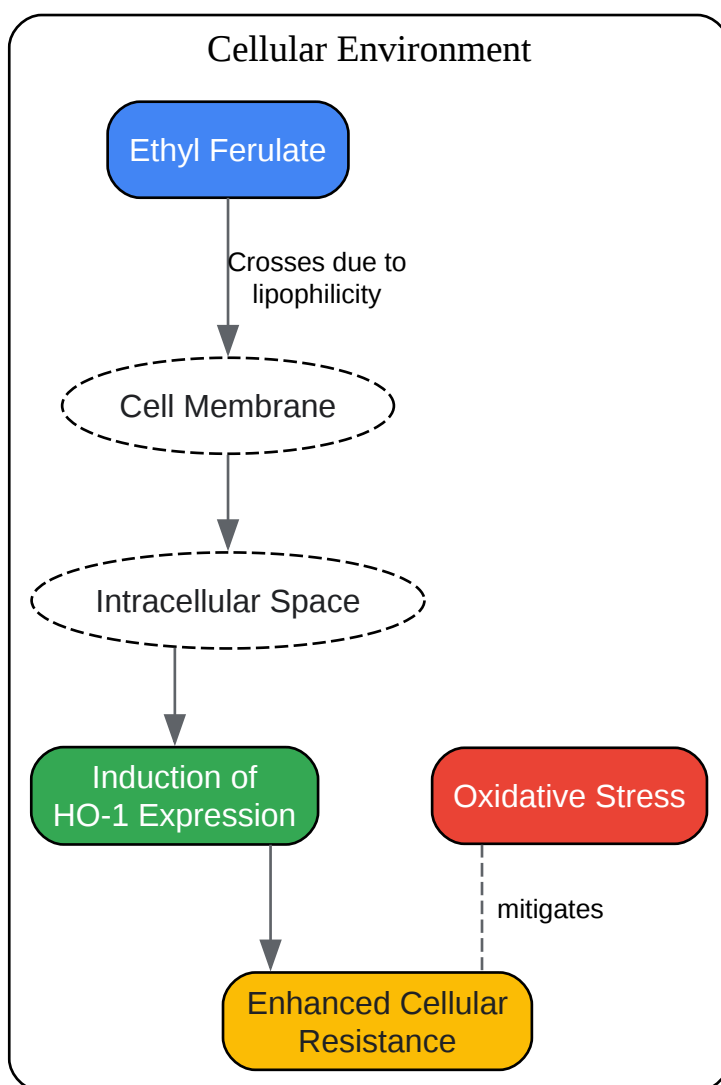 Cellular Environment
Ethyl Ferulate
Crosses due to
lipophilicity
Cell Membrane
Intracellular Space
Induction of
HO-1 Expression
Oxidative Stress
mitigates
Enhanced Cellular
Resistance